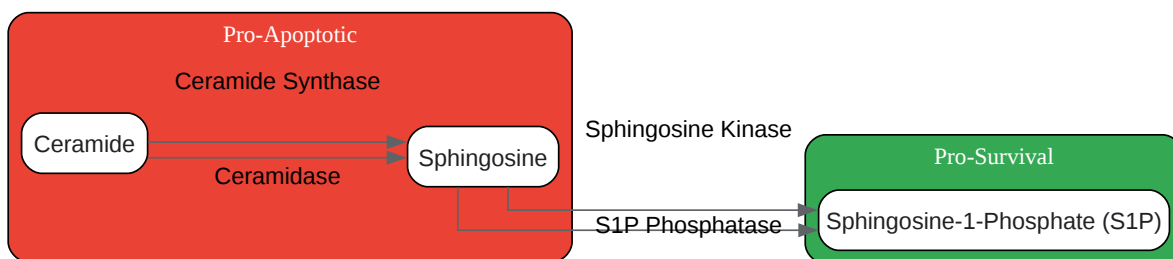 Pro-Apoptotic
Ceramide Synthase
Ceramide
Sphingosine
Ceramidase
Sphingosine Kinase
S1P Phosphatase
Pro-Survival
Sphingosine-1-Phosphate (S1P)